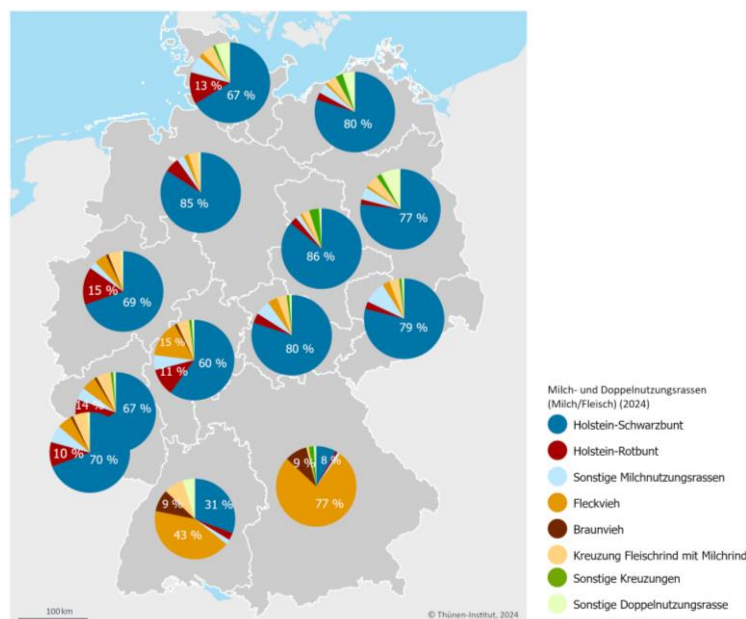 13 %
67 %
80 %
85 %
77 %
86 %
15 %
69 %
79 %
15 %
60 %
11 %
80 %
14 %
67 %
10 %
70 %
9 %
8 %
77 %
9 %
31 %
43 %
Milch- und Doppelnutzungsrassen
(Milch/Fleisch) (2024)
Holstein-Schwarzbunt
Holstein-Rotbunt
Sonstige Milchnutzungsrassen
Fleckvieh
Braunvieh
Kreuzung Fleischrind mit Milchrind
Sonstige Kreuzungen
Sonstige Doppelnutzungsrasse
100 km
© Thünen-Institut, 2024